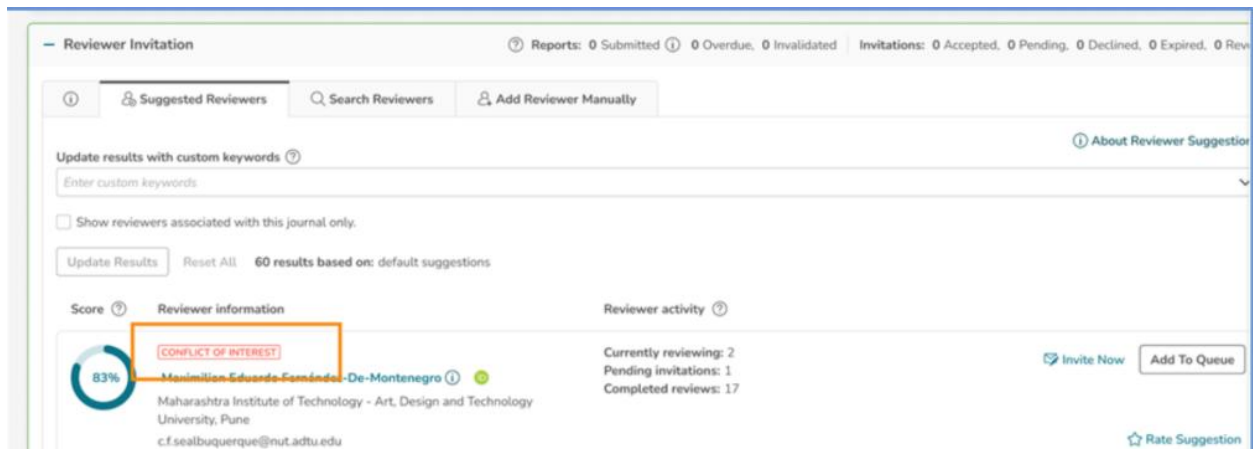 Reviewer Invitation
Reports: 0 Submitted 0 Overdue, 0 Invalidated Invitations: 0 Accepted, 0 Pending, 0 Declined, 0 Expired, 0 Rev
Suggested Reviewers Search Reviewers Add Reviewer Manually
About Reviewer Suggestion
Update results with custom keywords
Enter custom keywords
Show reviewers associated with this journal only.
Update Results Reset All 60 results based on: default suggestions
Score Reviewer information Reviewer activity
CONFLICT OF INTEREST
83%
Maximilian Eduardo Fernández-De-Montenegro iD
Maharashtra Institute of Technology - Art, Design and Technology
University, Pune
c.f.sealbuquerque@nut.adtu.edu
Currently reviewing: 2
Pending invitations: 1
Completed reviews: 17
Invite Now Add To Queue
Rate Suggestion